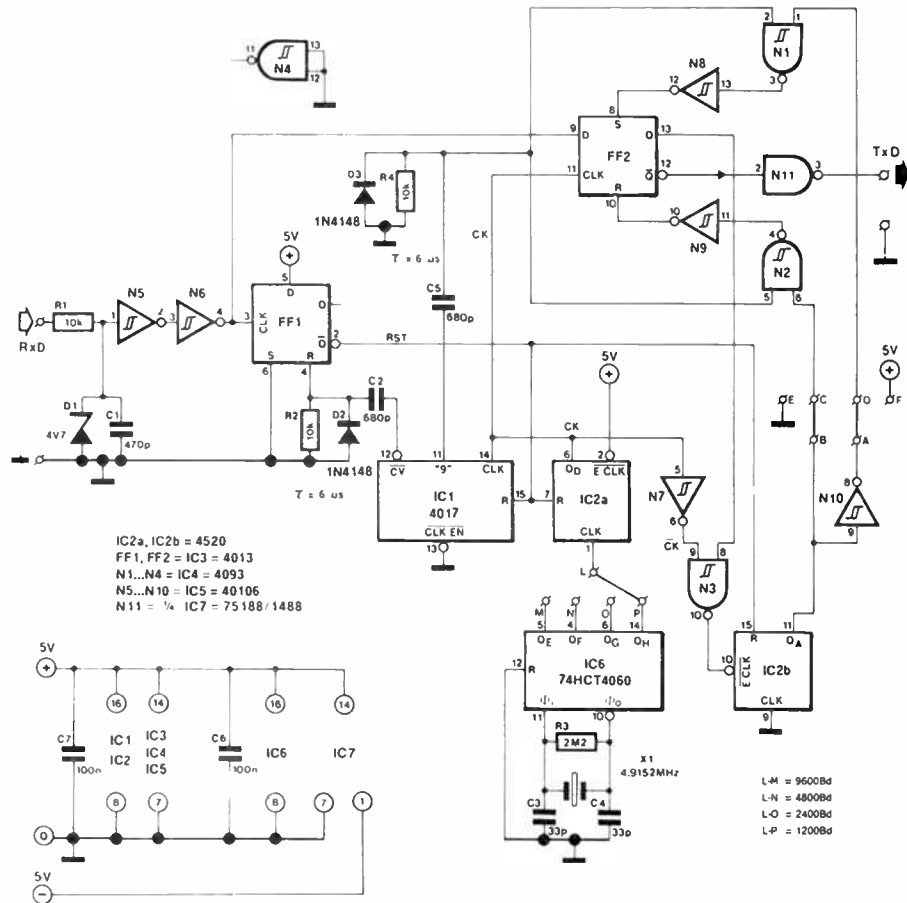 11
N4
13
12
2
N1
1
3
N8
12
13
8
S
9
D
O
13
FF2
11
CLK
Q
12
R
10
2
N11
3
TxD
10
11
N9
4
N2
5
6
D3
1N4148
R4
10k
CK
τ = 6 µs
5V
+
5
D
O
FF1
3
CLK
Q
2
RST
S
R
6
4
R1
10k
RxD
N5
1
2
N6
3
4
D1
4V7
C1
470p
C5
680p
C2
680p
R2
10k
D2
1N4148
τ = 6 µs
12
CV
11
"9"
14
CLK
IC1
4017
R
15
CLK EN
13
5V
+
CK
6
OD
2
E CLK
7
R
IC2a
CLK
1
5
N7
6
CK
9
8
N3
10
E
C
B
O
A
5V
+
F
8
N10
9
15
R
11
OA
10
E CLK
IC2b
CLK
9
L
M
N
O
P
5
4
6
14
OE
OF
OG
OH
12
R
IC6
74HCT4060
ΦI
ΦO
11
10
R3
2M2
X1
4.9152MHz
C3
33p
C4
33p
IC2a, IC2b = 4520
FF1, FF2 = IC3 = 4013
N1...N4 = IC4 = 4093
N5...N10 = IC5 = 40106
N11 = ¼ IC7 = 75188/1488
5V
+
16
14
16
14
C7
100n
IC1
IC2
IC3
IC4
IC5
C6
100n
IC6
IC7
8
7
8
7
1
0
5V
−
L-M = 9600Bd
L-N = 4800Bd
L-O = 2400Bd
L-P = 1200Bd